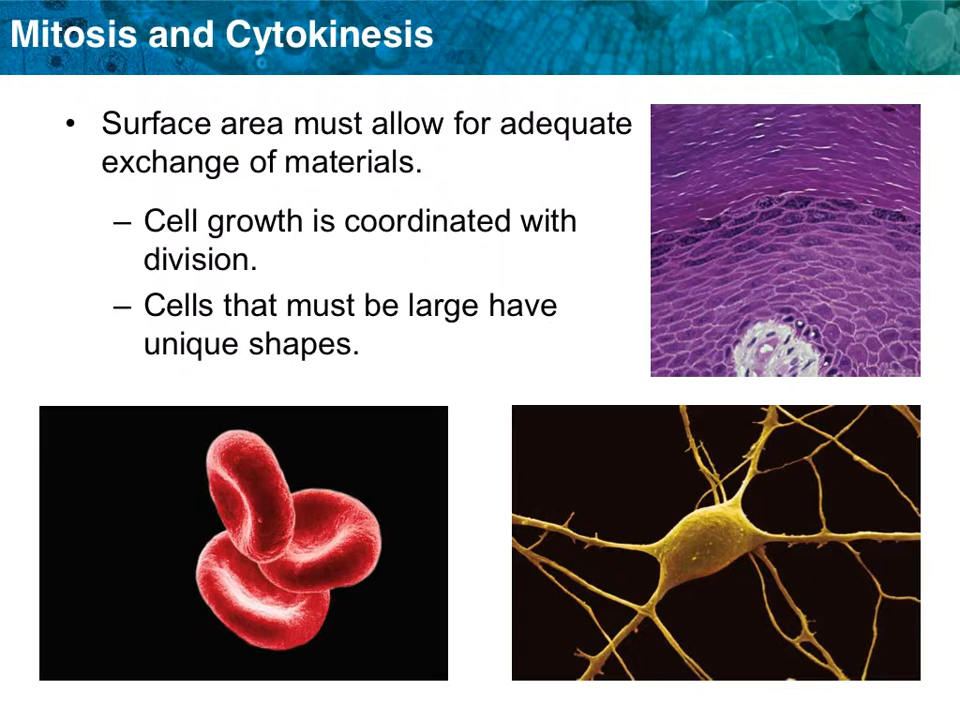 Mitosis and Cytokinesis
• Surface area must allow for adequate
exchange of materials.
– Cell growth is coordinated with
division.
– Cells that must be large have
unique shapes.